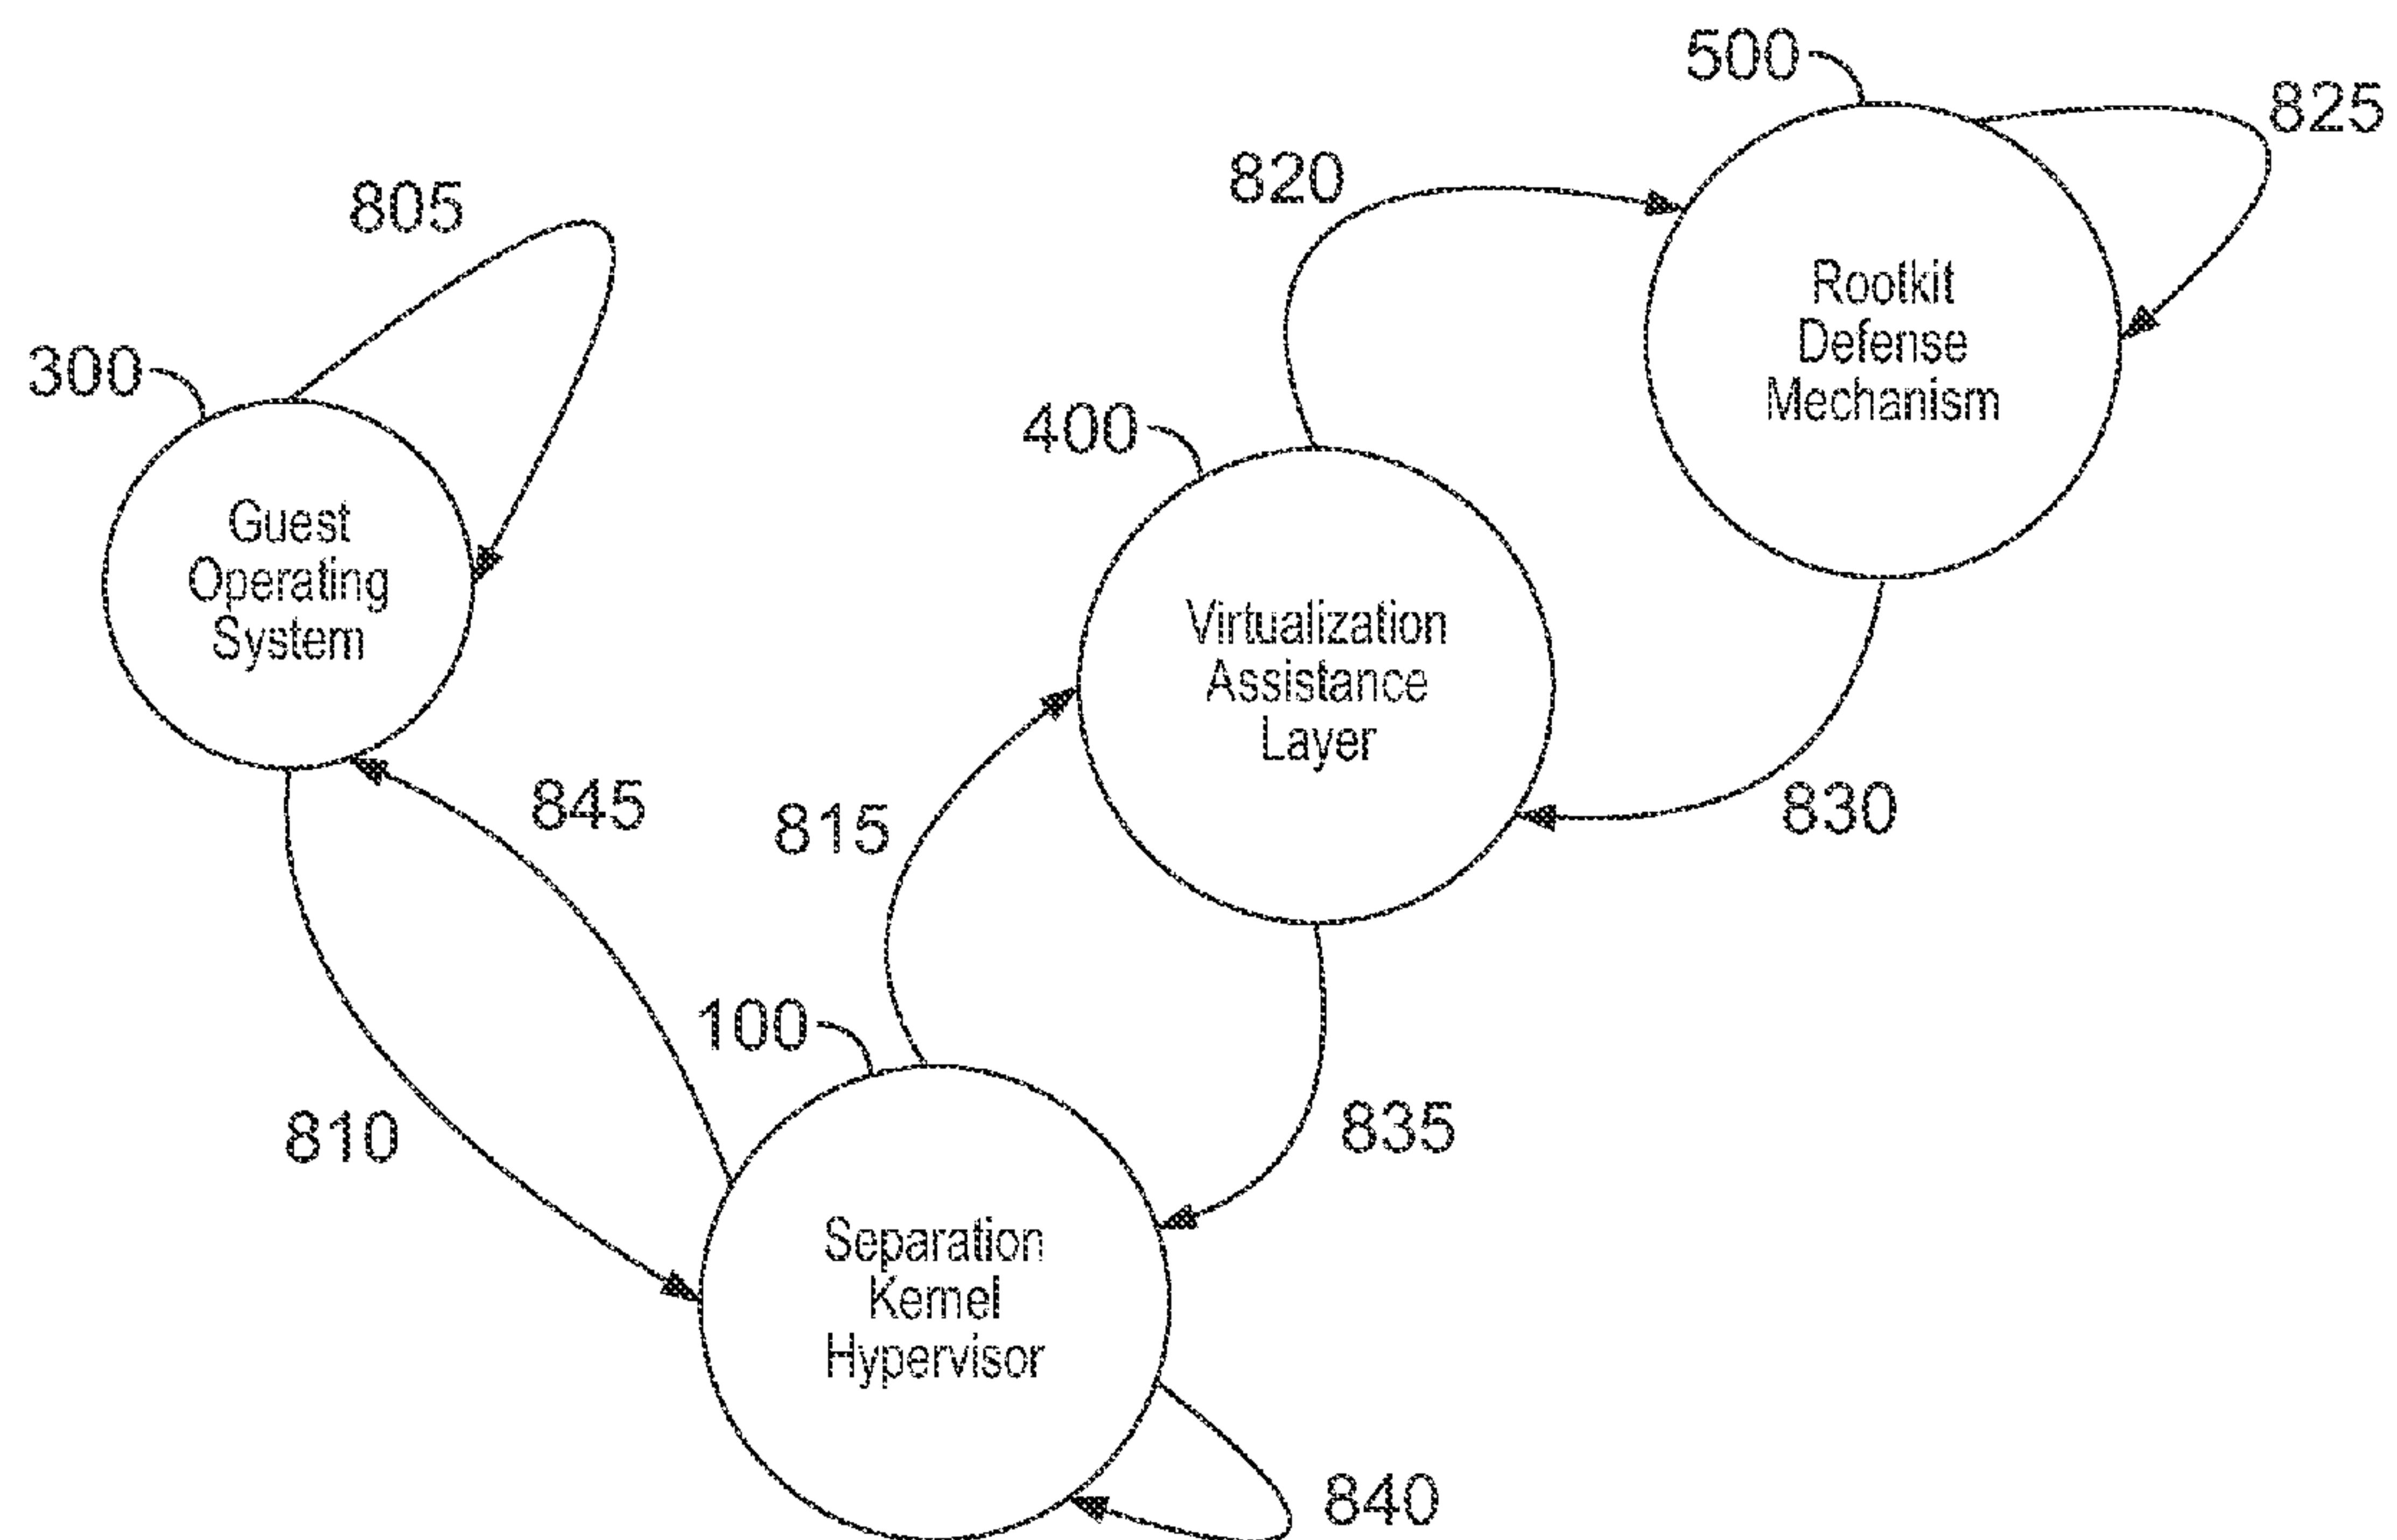 500
825
820
805
Rootkit
Defense
Mechanism
300
400
Guest
Operating
System
Virtualization
Assistance
Layer
845
815
830
100
810
835
Separation
Kernel
Hypervisor
840